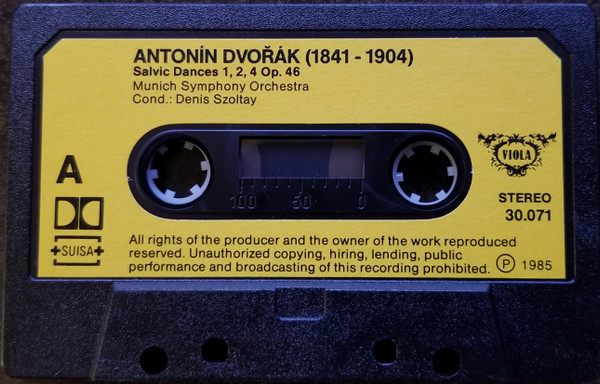 ANTONÍN DVOŘÁK (1841 - 1904)
Salvic Dances 1, 2, 4 Op. 46
Munich Symphony Orchestra
Cond.: Denis Szoltay
VIOLA
A
100 50 0
STEREO
30.071
+SUISA+
All rights of the producer and the owner of the work reproduced
reserved. Unauthorized copying, hiring, lending, public
performance and broadcasting of this recording prohibited. Ⓟ 1985